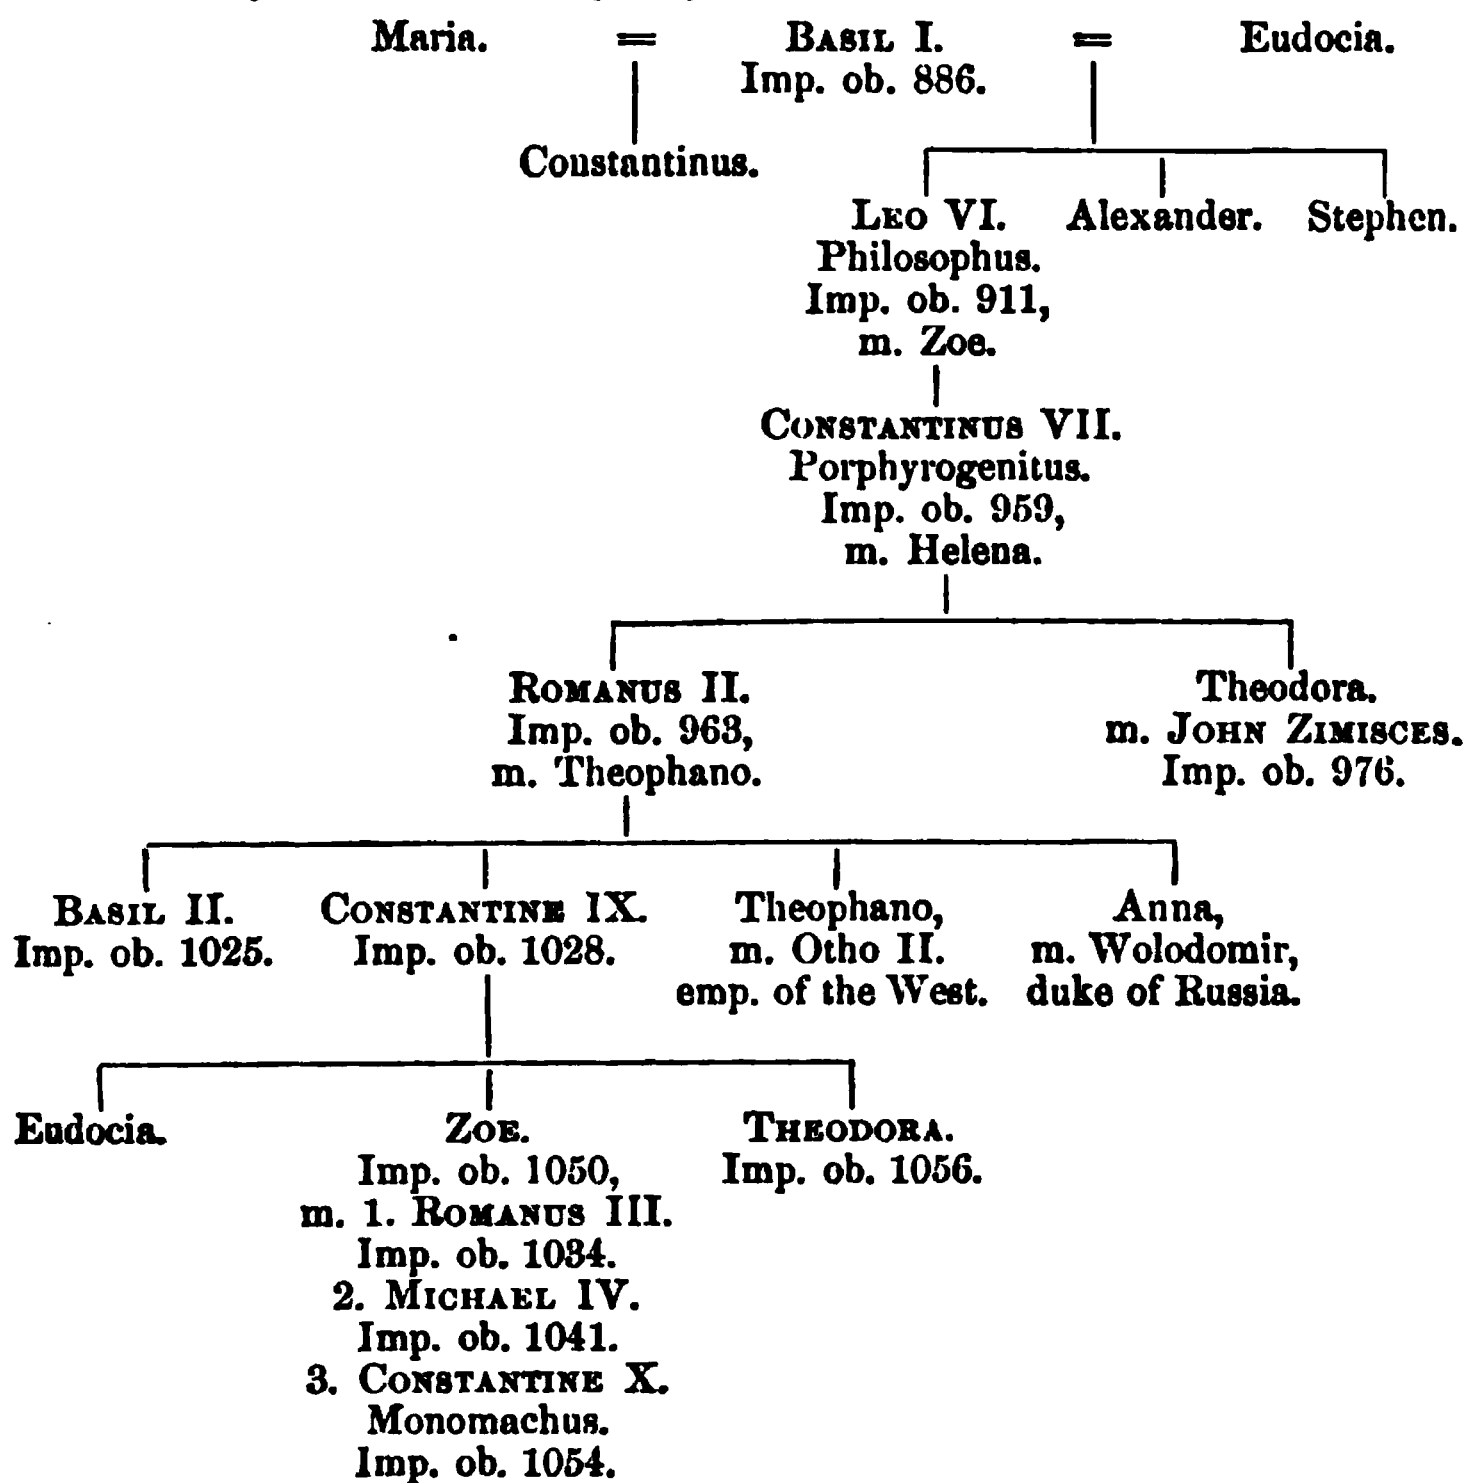 Maria. = BASIL I. = Eudocia.
Imp. ob. 886.
Constantinus.
LEO VI. Alexander. Stephen.
Philosophus.
Imp. ob. 911,
m. Zoe.
CONSTANTINUS VII.
Porphyrogenitus.
Imp. ob. 959,
m. Helena.
ROMANUS II. Theodora.
Imp. ob. 963, m. JOHN ZIMISCES.
m. Theophano. Imp. ob. 976.
BASIL II. CONSTANTINE IX. Theophano, Anna,
Imp. ob. 1025. Imp. ob. 1028. m. Otho II. m. Wolodomir,
emp. of the West. duke of Russia.
Eudocia. ZOE. THEODORA.
Imp. ob. 1050, Imp. ob. 1056.
m. 1. ROMANUS III.
Imp. ob. 1034.
2. MICHAEL IV.
Imp. ob. 1041.
3. CONSTANTINE X.
Monomachus.
Imp. ob. 1054.